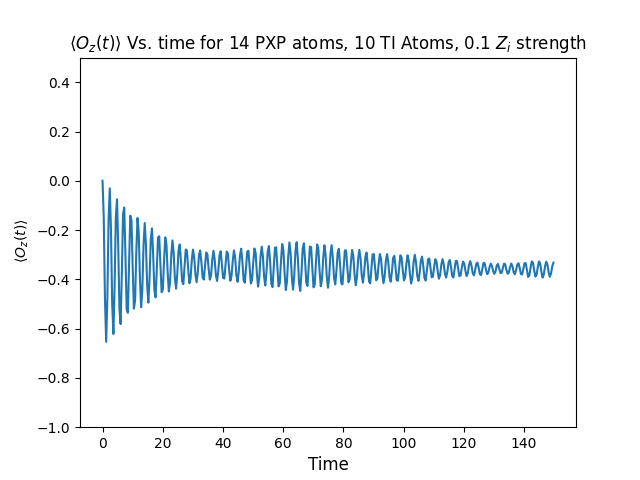 ⟨O_z(t)⟩ Vs. time for 14 PXP atoms, 10 TI Atoms, 0.1 Z_i strength
0.4
0.2
0.0
−0.2
−0.4
−0.6
−0.8
−1.0
⟨O_z(t)⟩
0 20 40 60 80 100 120 140
Time